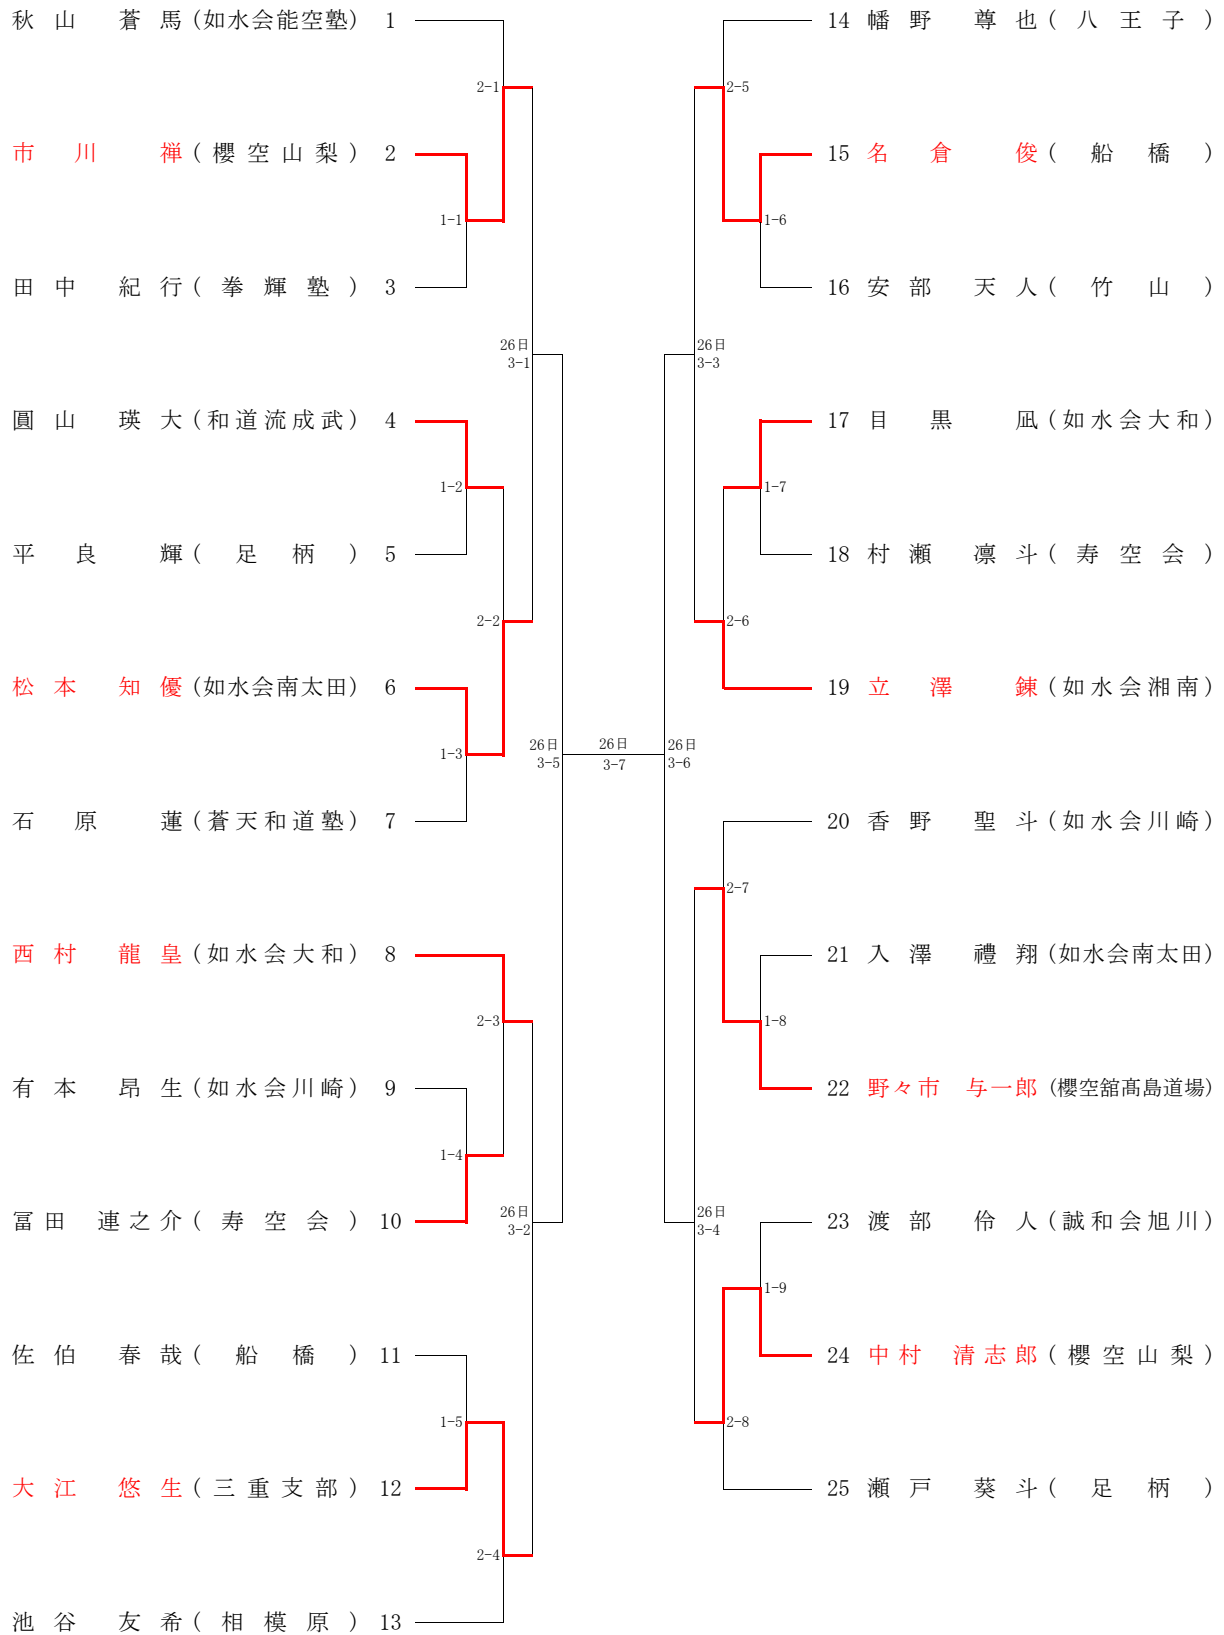 秋山 蒼馬 (如水会能空塾) 1
2-1
市川 禅 (櫻空山梨) 2
1-1
田中 紀行 (拳輝塾) 3
26日
3-1
圓山 瑛大 (和道流成武) 4
1-2
平良 輝 (足柄) 5
2-2
松本 知優 (如水会南太田) 6
1-3
26日
3-5
石原 蓮 (蒼天和道塾) 7
西村 龍皇 (如水会大和) 8
2-3
有本 昂生 (如水会川崎) 9
1-4
冨田 連之介 (寿空会) 10
26日
3-2
佐伯 春哉 (船橋) 11
1-5
大江 悠生 (三重支部) 12
2-4
池谷 友希 (相模原) 13
26日
3-7
14 幡野 尊也 (八王子)
2-5
15 名倉 俊 (船橋)
1-6
16 安部 天人 (竹山)
26日
3-3
17 目黒 凪 (如水会大和)
1-7
18 村瀬 凛斗 (寿空会)
2-6
19 立澤 錬 (如水会湘南)
26日
3-6
20 香野 聖斗 (如水会川崎)
2-7
21 入澤 禮翔 (如水会南太田)
1-8
22 野々市 与一郎 (櫻空舘髙島道場)
23 渡部 伶人 (誠和会旭川)
26日
3-4
1-9
24 中村 清志郎 (櫻空山梨)
2-8
25 瀬戸 葵斗 (足柄)